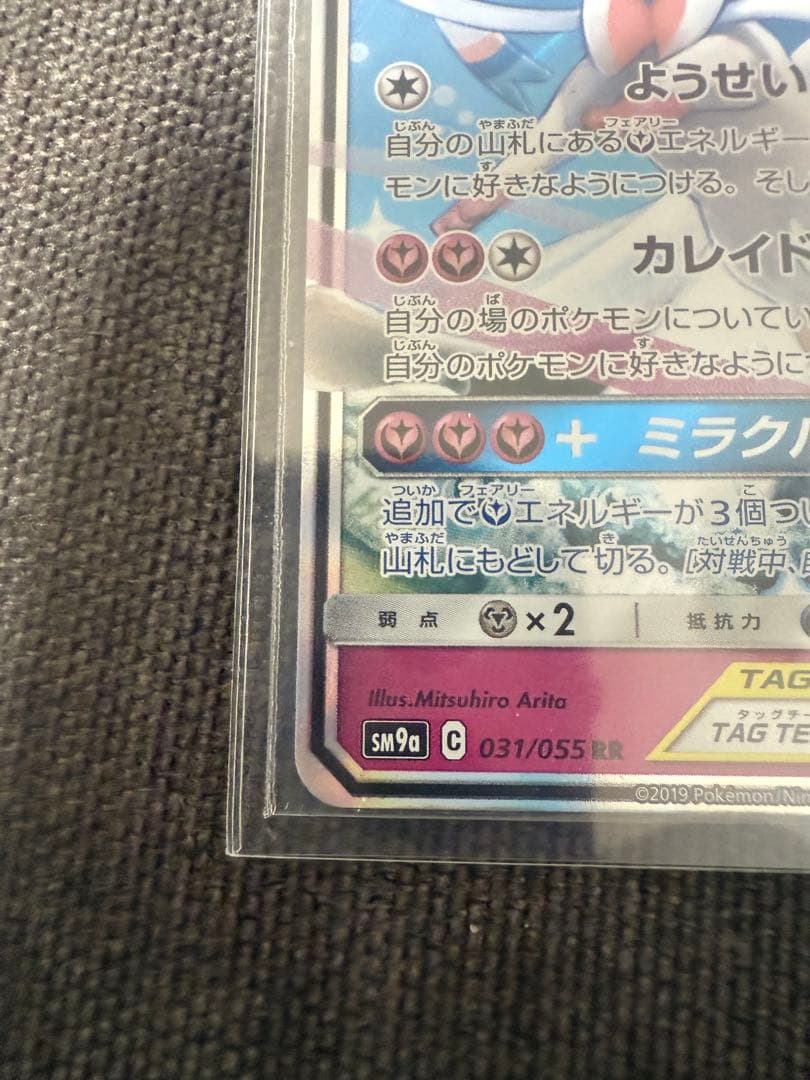 ようせい
自分の山札にあるエネルギー
じぶん やまふだ フェアリー
モンに好きなようにつける。そし
す
カレイド
自分の場のポケモンについてい
じぶん ば
自分のポケモンに好きなように
じぶん す
+ ミラクル
追加でエネルギーが3個つい
ついか フェアリー こ
山札にもどして切る。[対戦中、
やまふだ き たいせんちゅう
弱点 ×2 抵抗力
Illus.Mitsuhiro Arita
TAG
タッグチ
TAG TE
SM9a C 031/055 RR
©2019 Pokémon/Nin